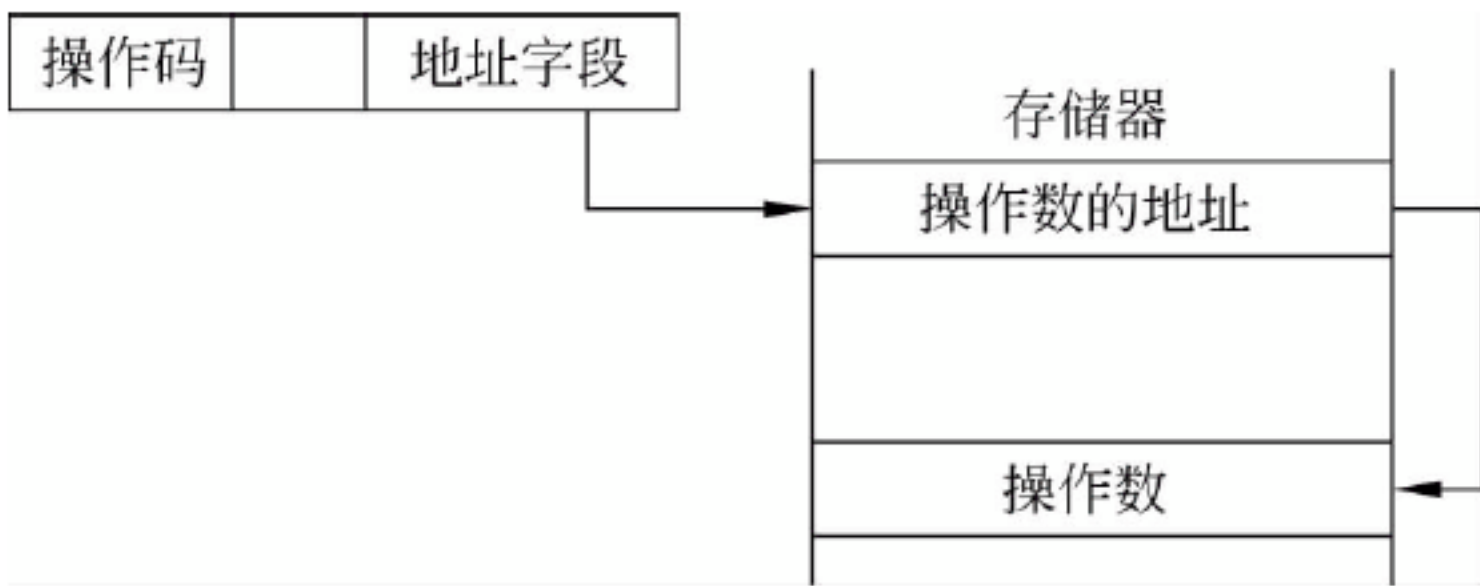 操作码 地址字段
存储器
操作数的地址
操作数